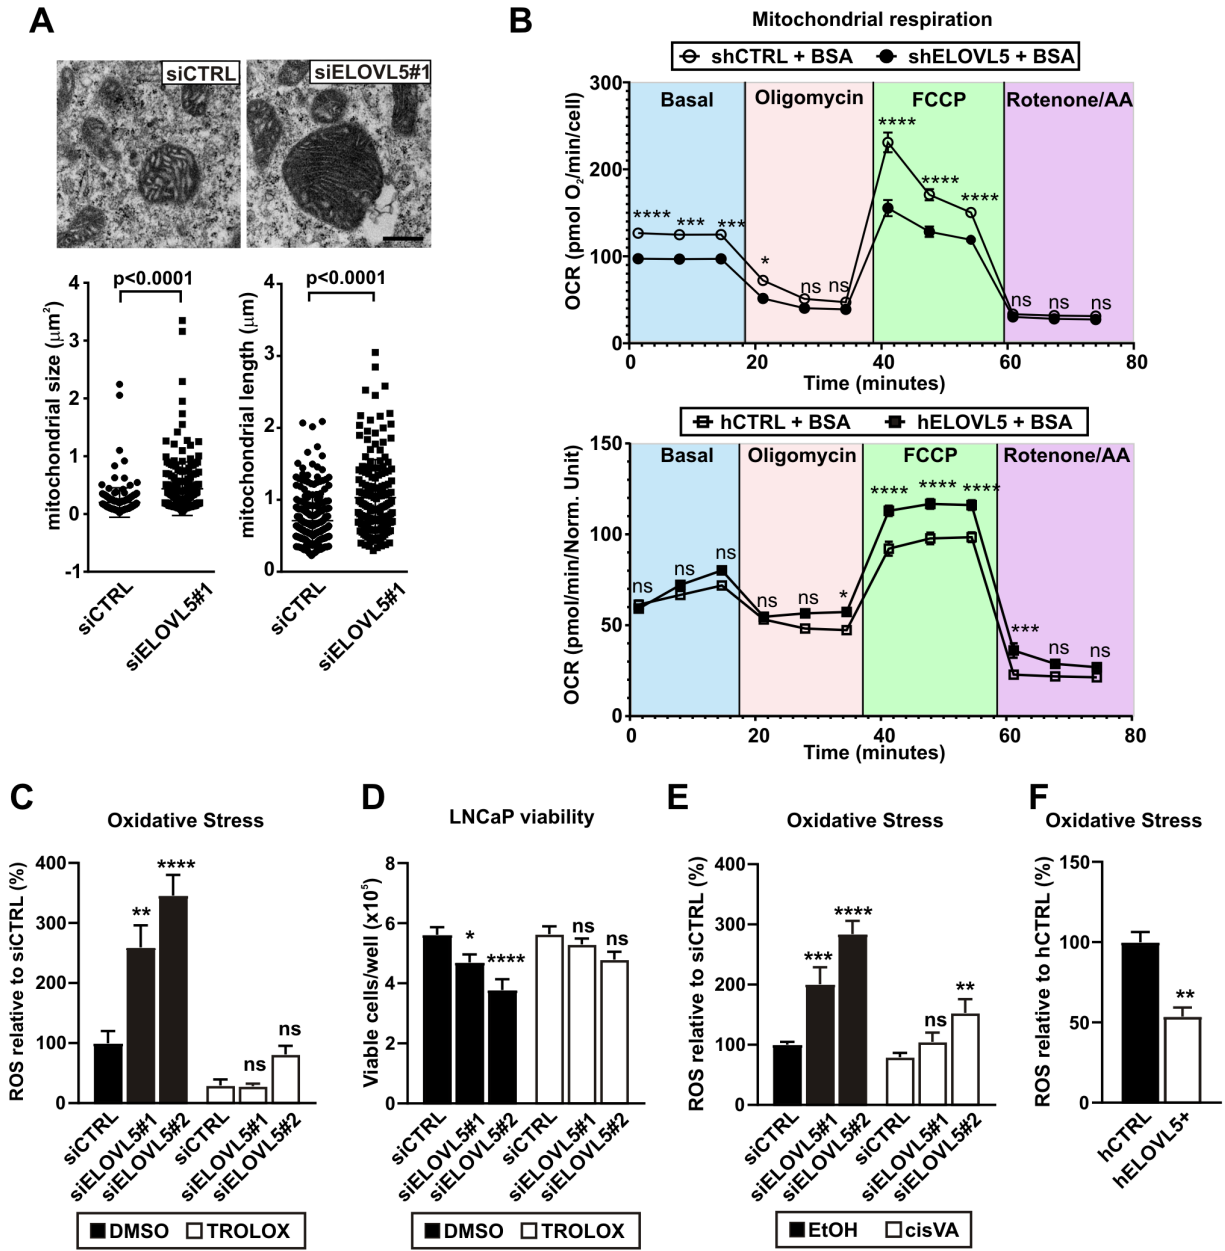 A
siCTRL
siELOVL5#1
p<0.0001
mitochondrial size (μm²)
4
3
2
1
0
-1
siCTRL
siELOVL5#1
p<0.0001
mitochondrial length (μm)
4
3
2
1
0
siCTRL
siELOVL5#1
B
Mitochondrial respiration
shCTRL + BSA
shELOVL5 + BSA
OCR (pmol O₂/min/cell)
300
200
100
0
Basal
Oligomycin
FCCP
Rotenone/AA
**** *** ***
* ns ns
**** **** ****
ns ns ns
0 20 40 60 80
Time (minutes)
hCTRL + BSA
hELOVL5 + BSA
OCR (pmol/min/Norm. Unit)
150
100
50
0
Basal
Oligomycin
FCCP
Rotenone/AA
ns ns ns
ns ns *
**** **** ****
*** ns ns
0 20 40 60 80
Time (minutes)
C
Oxidative Stress
ROS relative to siCTRL (%)
400
300
200
100
0
** **** ns ns
siCTRL
siELOVL5#1
siELOVL5#2
siCTRL
siELOVL5#1
siELOVL5#2
DMSO TROLOX
D
LNCaP viability
Viable cells/well (x10⁵)
8
6
4
2
0
* **** ns ns
siCTRL
siELOVL5#1
siELOVL5#2
siCTRL
siELOVL5#1
siELOVL5#2
DMSO TROLOX
E
Oxidative Stress
ROS relative to siCTRL (%)
400
300
200
100
0
*** **** ns **
siCTRL
siELOVL5#1
siELOVL5#2
siCTRL
siELOVL5#1
siELOVL5#2
EtOH cisVA
F
Oxidative Stress
ROS relative to hCTRL (%)
150
100
50
0
**
hCTRL
hELOVL5+